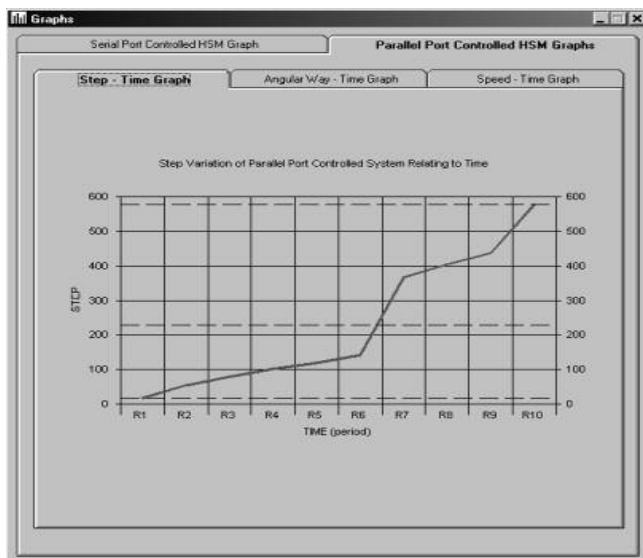 Graphs
Serial Port Controlled HSM Graph
Parallel Port Controlled HSM Graphs
Step - Time Graph
Angular Way - Time Graph
Speed - Time Graph
Step Variation of Parallel Port Controlled System Relating to Time
600 600
500 500
400 400
300 300
200 200
100 100
0 0
STEP
R1 R2 R3 R4 R5 R6 R7 R8 R9 R10
TIME (period)